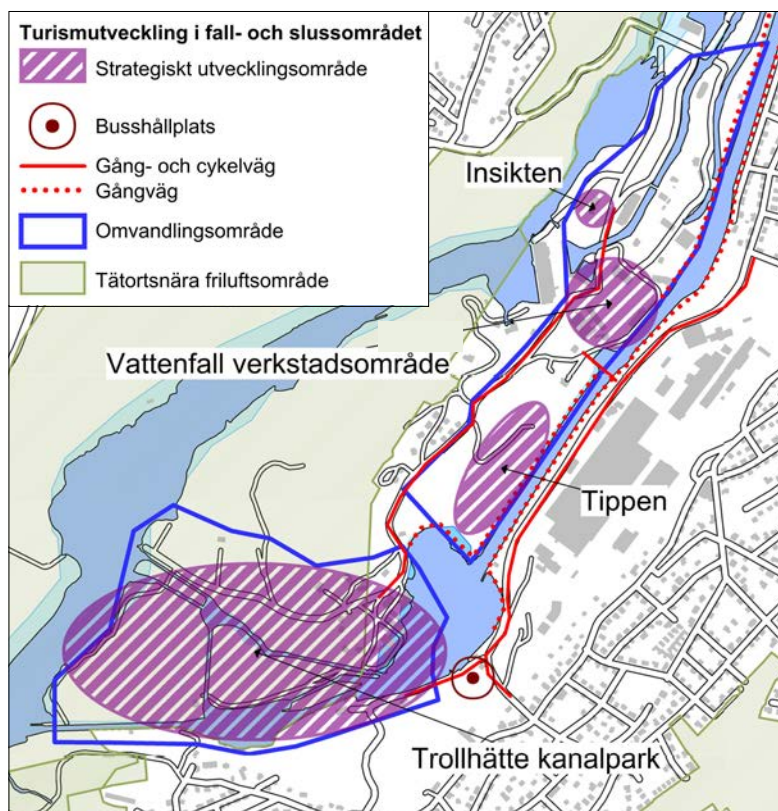 Turismutveckling i fall- och slussområdet
Strategiskt utvecklingsområde
Busshållplats
Gång- och cykelväg
Gångväg
Omvandlingsområde
Tätortsnära friluftsområde
Insikten
Vattenfall verkstadsområde
Tippen
Trollhätte kanalpark